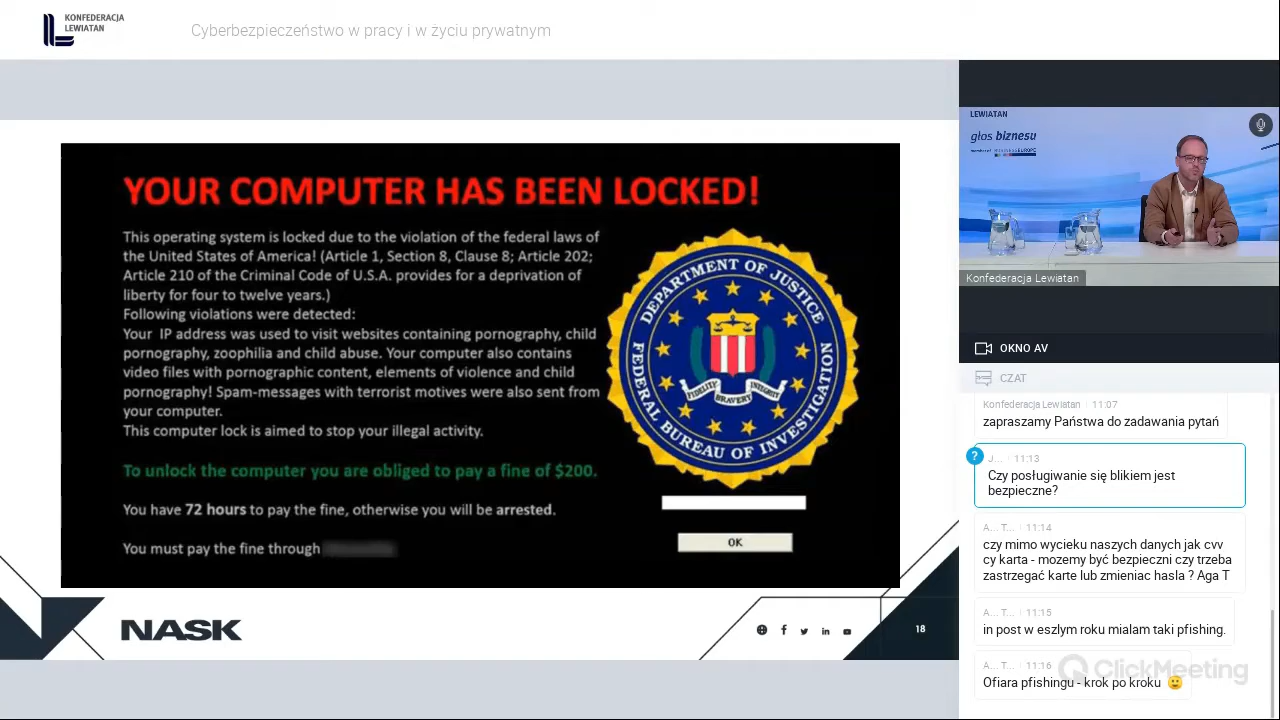 KONFEDERACJA
LEWIATAN
Cyberbezpieczeństwo w pracy i w życiu prywatnym
YOUR COMPUTER HAS BEEN LOCKED!
This operating system is locked due to the violation of the federal laws of
the United States of America! (Article 1, Section 8, Clause 8; Article 202;
Article 210 of the Criminal Code of U.S.A. provides for a deprivation of
liberty for four to twelve years.)
Following violations were detected:
Your IP address was used to visit websites containing pornography, child
pornography, zoophilia and child abuse. Your computer also contains
video files with pornographic content, elements of violence and child
pornography! Spam-messages with terrorist motives were also sent from
your computer.
This computer lock is aimed to stop your illegal activity.
To unlock the computer you are obliged to pay a fine of $200.
You have 72 hours to pay the fine, otherwise you will be arrested.
You must pay the fine through
DEPARTMENT OF JUSTICE
FEDERAL BUREAU OF INVESTIGATION
FIDELITY BRAVERY INTEGRITY
OK
NASK
18
LEWIATAN
głos biznesu
Konfederacja Lewiatan
OKNO AV
CZAT
Konfederacja Lewiatan 11:07
zapraszamy Państwa do zadawania pytań
? J... 11:13
Czy posługiwanie się blikiem jest
bezpieczne?
A... T... 11:14
czy mimo wycieku naszych danych jak cvv
cy karta - mozemy być bezpieczni czy trzeba
zastrzegać karte lub zmieniac hasla ? Aga T
A... T... 11:15
in post w eszlym roku mialam taki pfishing.
A... T... 11:16
Ofiara pfishingu - krok po kroku 🙂
ClickMeeting